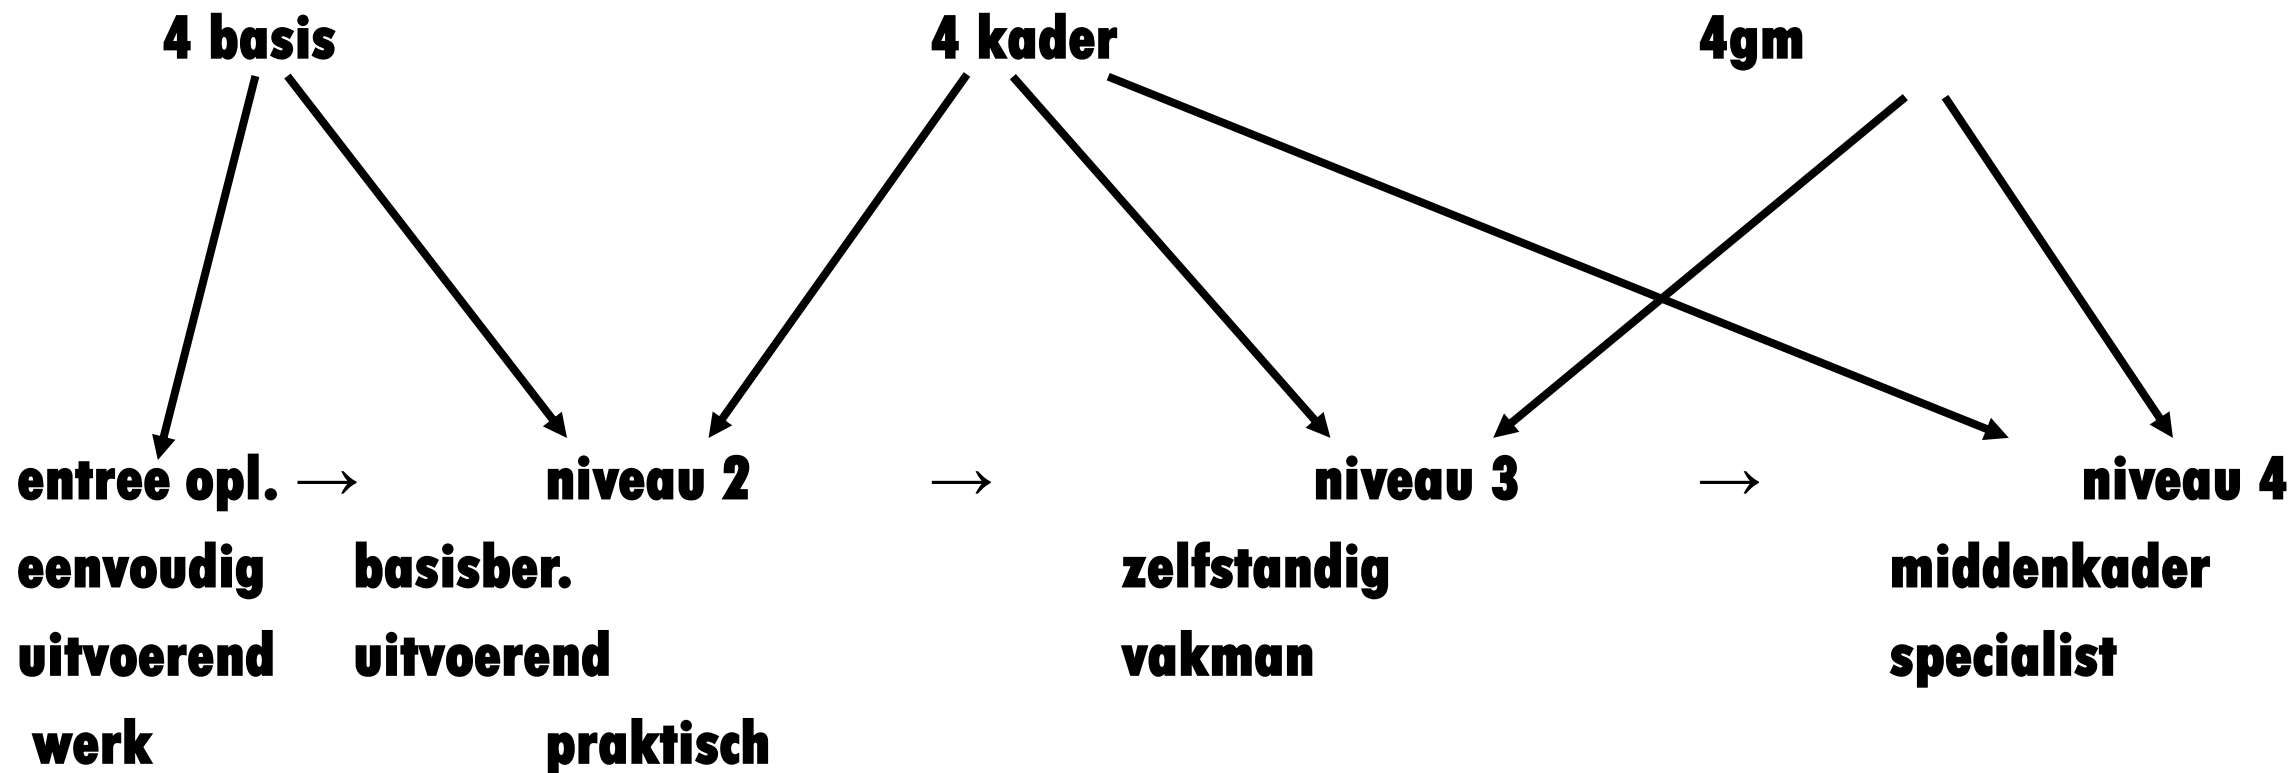 4 basis 4 kader 4gm
entree opl. → niveau 2 → niveau 3 → niveau 4
eenvoudig basisber. zelfstandig middenkader
uitvoerend uitvoerend vakman specialist
werk praktisch